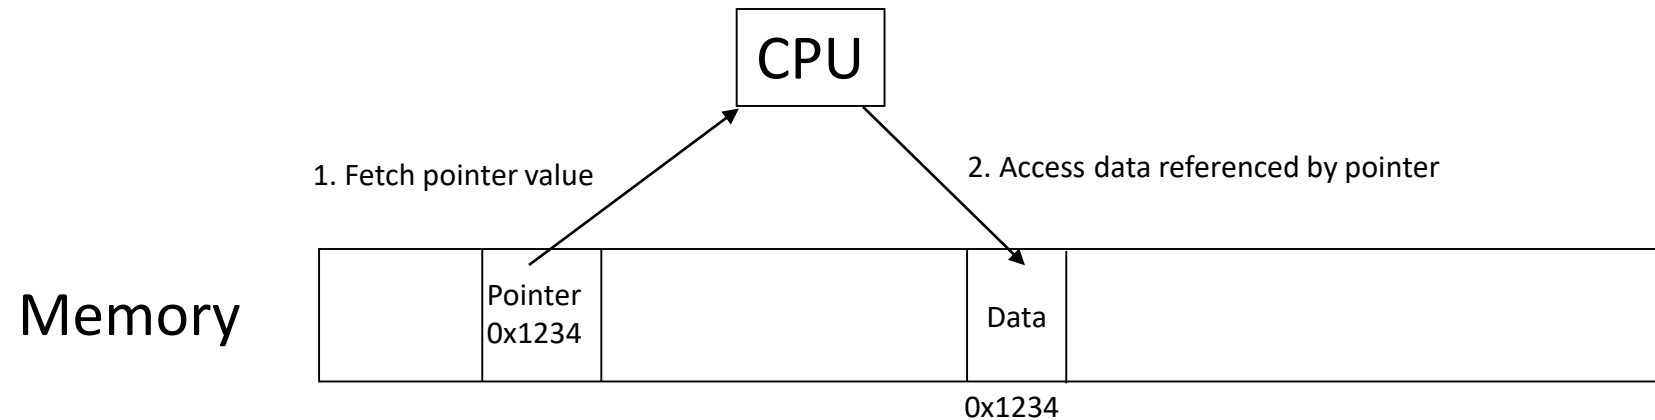 CPU
1. Fetch pointer value
2. Access data referenced by pointer
Memory
Pointer
0x1234
Data
0x1234